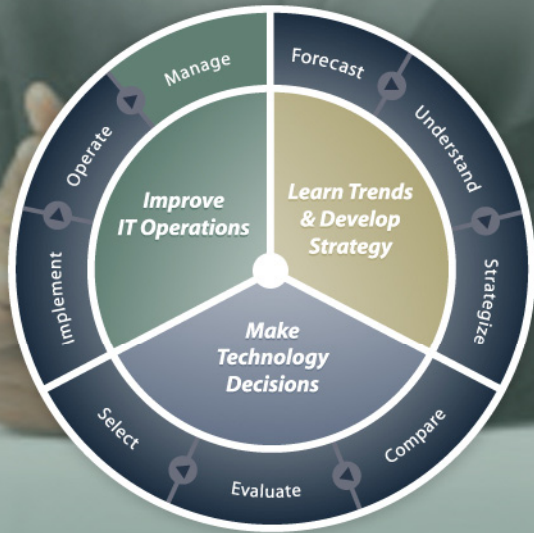 Manage
Forecast
Operate
Understand
Improve
IT Operations
Learn Trends
& Develop
Strategy
Implement
Strategize
Make
Technology
Decisions
Select
Compare
Evaluate